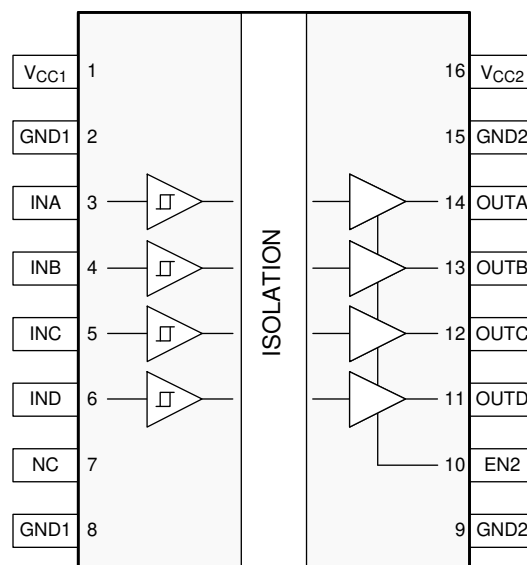 VCC1 1 16 VCC2
GND1 2 15 GND2
INA 3 14 OUTA
INB 4 13 OUTB
INC 5 12 OUTC
IND 6 11 OUTD
NC 7 10 EN2
GND1 8 9 GND2
ISOLATION